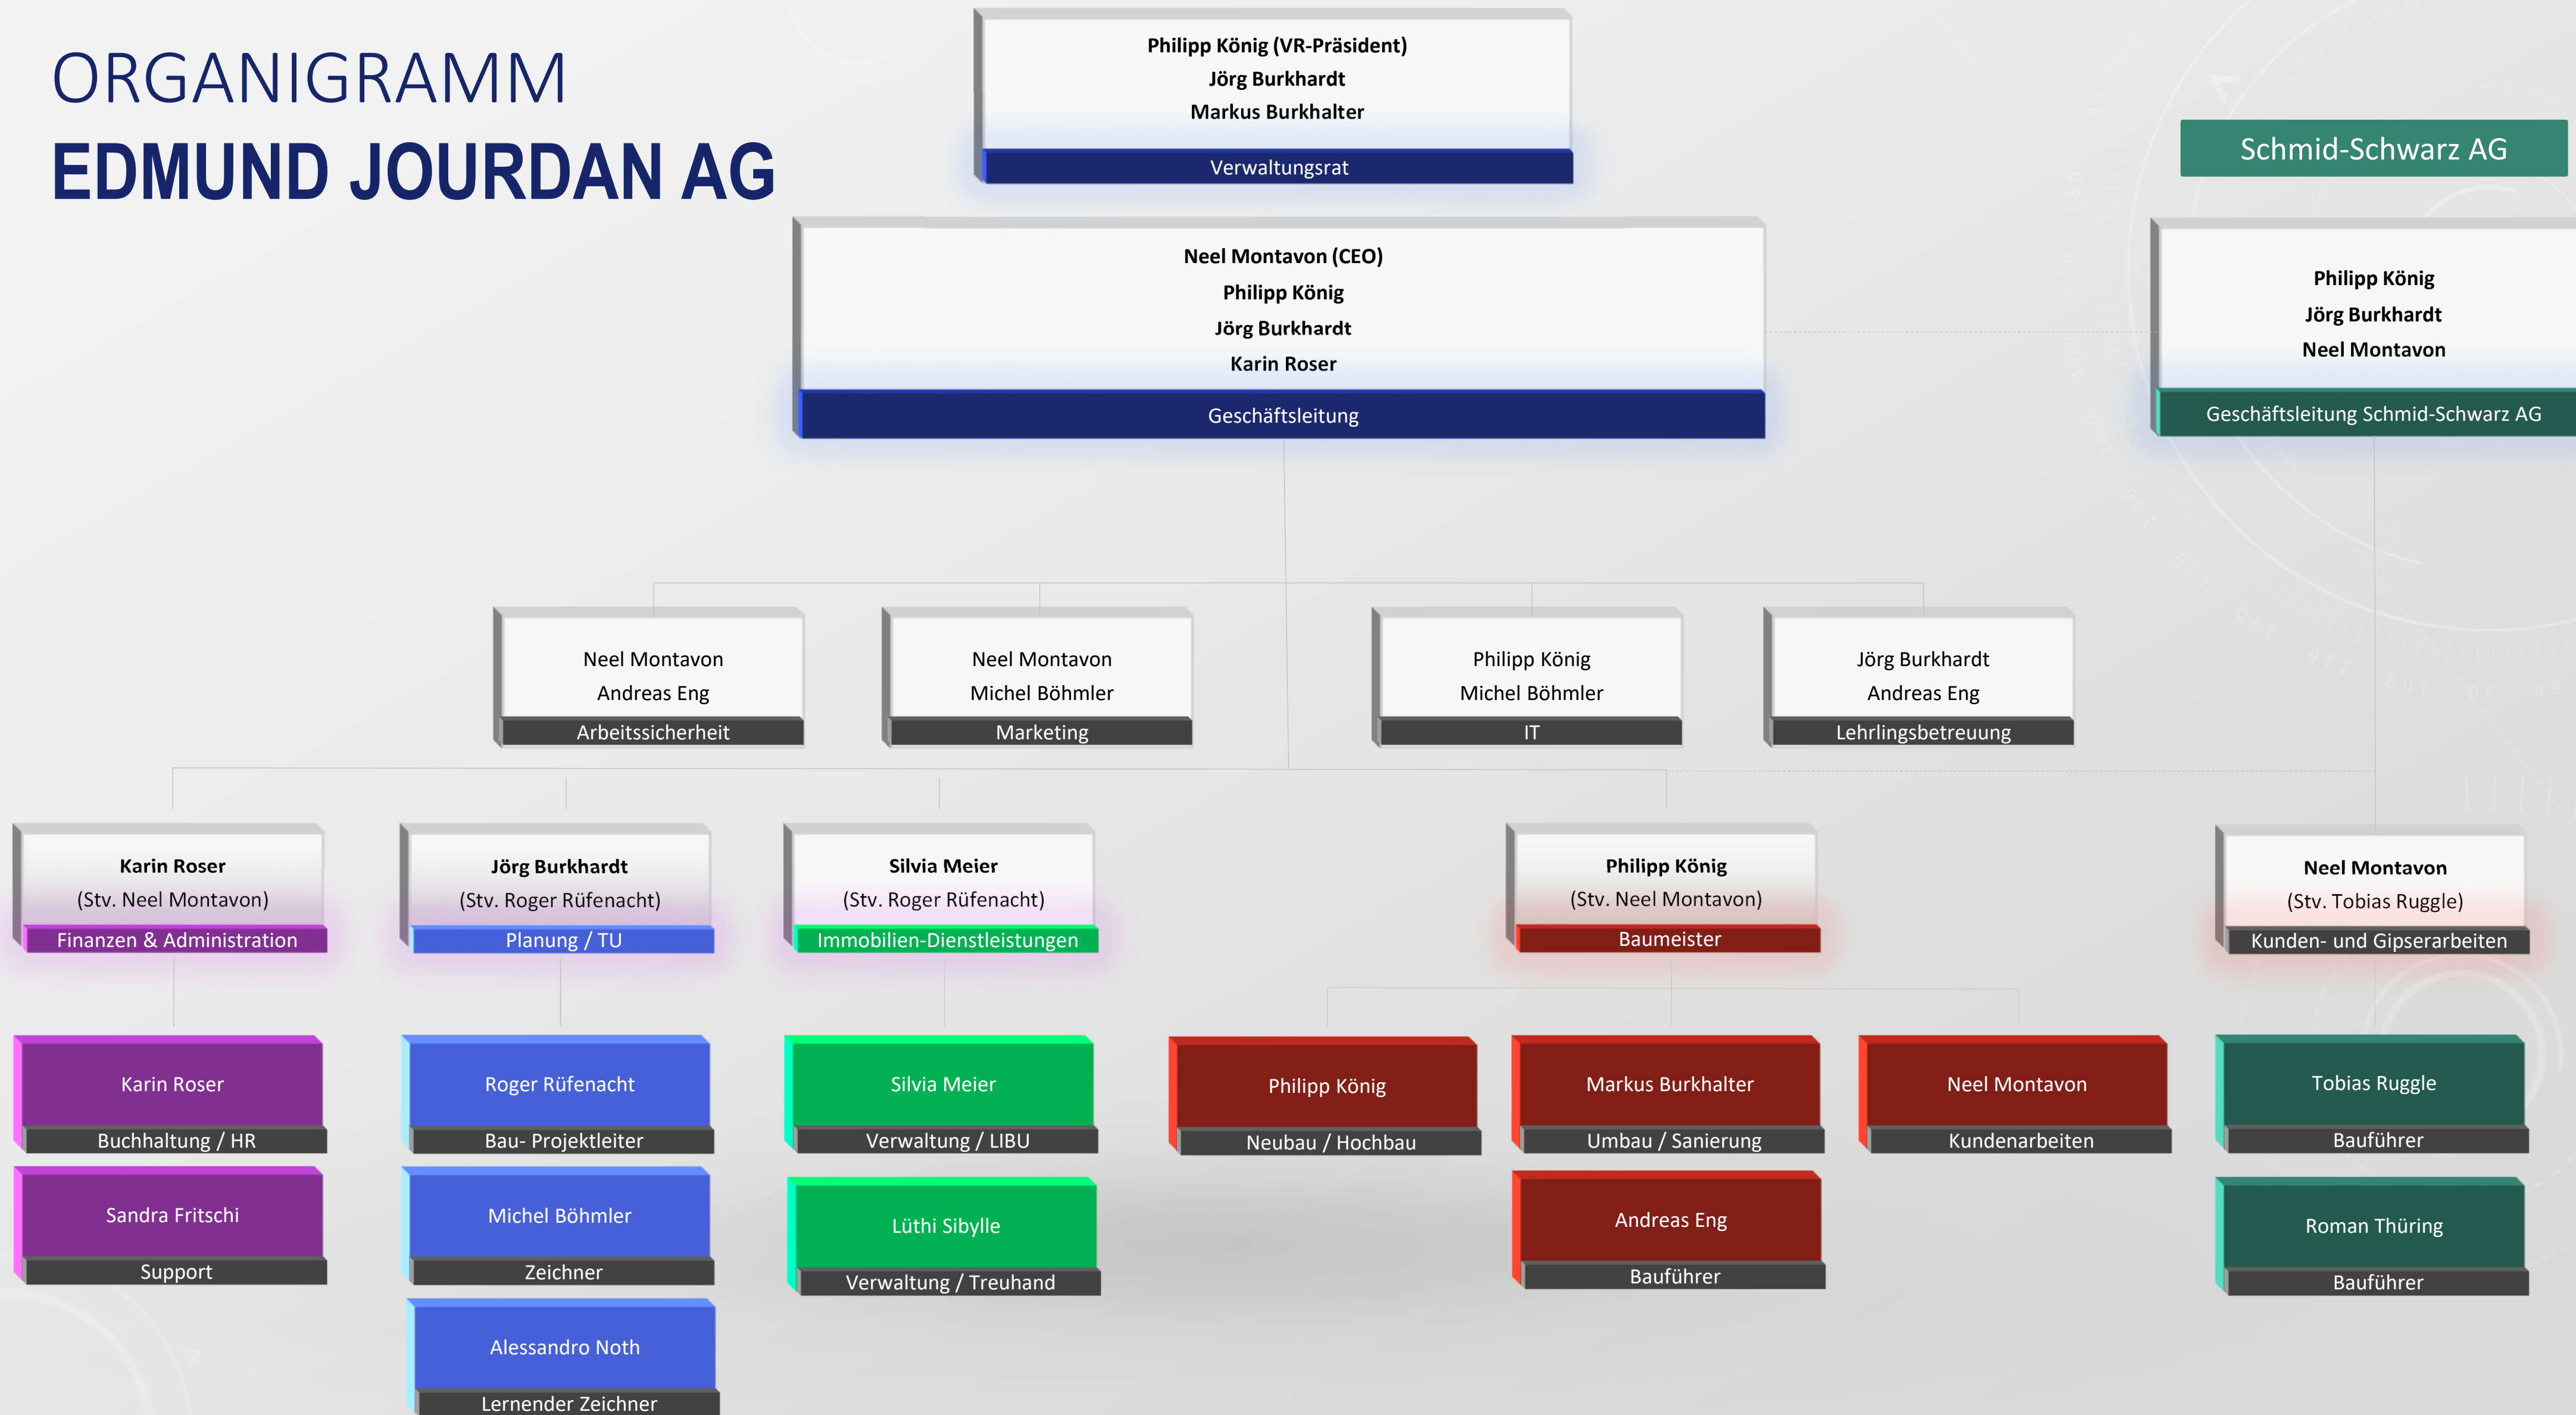 ORGANIGRAMM
EDMUND JOURDAN AG
Philipp König (VR-Präsident)
Jörg Burkhardt
Markus Burkhalter
Verwaltungsrat
Schmid-Schwarz AG
Neel Montavon (CEO)
Philipp König
Jörg Burkhardt
Karin Roser
Geschäftsleitung
Philipp König
Jörg Burkhardt
Neel Montavon
Geschäftsleitung Schmid-Schwarz AG
Neel Montavon
Andreas Eng
Arbeitssicherheit
Neel Montavon
Michel Böhmler
Marketing
Philipp König
Michel Böhmler
IT
Jörg Burkhardt
Andreas Eng
Lehrlingsbetreuung
Karin Roser
(Stv. Neel Montavon)
Finanzen & Administration
Jörg Burkhardt
(Stv. Roger Rüfenacht)
Planung / TU
Silvia Meier
(Stv. Roger Rüfenacht)
Immobilien-Dienstleistungen
Philipp König
(Stv. Neel Montavon)
Baumeister
Neel Montavon
(Stv. Tobias Ruggle)
Kunden- und Gipserarbeiten
Karin Roser
Buchhaltung / HR
Sandra Fritschi
Support
Roger Rüfenacht
Bau- Projektleiter
Michel Böhmler
Zeichner
Alessandro Noth
Lernender Zeichner
Silvia Meier
Verwaltung / LIBU
Lüthi Sibylle
Verwaltung / Treuhand
Philipp König
Neubau / Hochbau
Markus Burkhalter
Umbau / Sanierung
Andreas Eng
Bauführer
Neel Montavon
Kundenarbeiten
Tobias Ruggle
Bauführer
Roman Thüring
Bauführer